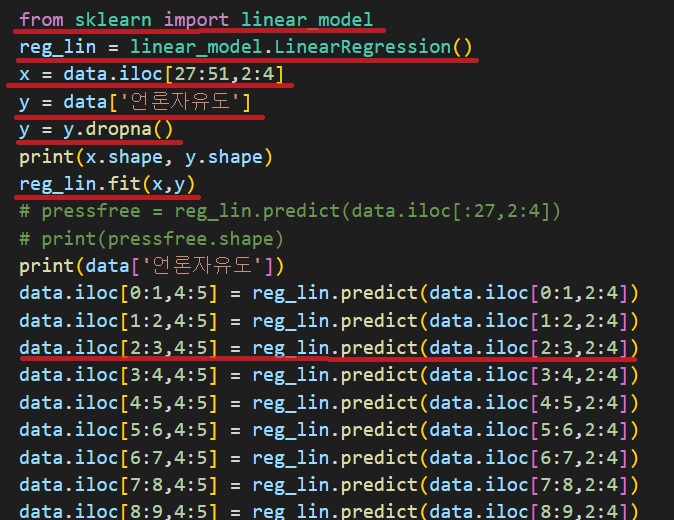 from sklearn import linear_model
reg_lin = linear_model.LinearRegression()
x = data.iloc[27:51,2:4]
y = data['언론자유도']
y = y.dropna()
print(x.shape, y.shape)
reg_lin.fit(x,y)
# pressfree = reg_lin.predict(data.iloc[:27,2:4])
# print(pressfree.shape)
print(data['언론자유도'])
data.iloc[0:1,4:5] = reg_lin.predict(data.iloc[0:1,2:4])
data.iloc[1:2,4:5] = reg_lin.predict(data.iloc[1:2,2:4])
data.iloc[2:3,4:5] = reg_lin.predict(data.iloc[2:3,2:4])
data.iloc[3:4,4:5] = reg_lin.predict(data.iloc[3:4,2:4])
data.iloc[4:5,4:5] = reg_lin.predict(data.iloc[4:5,2:4])
data.iloc[5:6,4:5] = reg_lin.predict(data.iloc[5:6,2:4])
data.iloc[6:7,4:5] = reg_lin.predict(data.iloc[6:7,2:4])
data.iloc[7:8,4:5] = reg_lin.predict(data.iloc[7:8,2:4])
data.iloc[8:9,4:5] = reg_lin.predict(data.iloc[8:9,2:4])